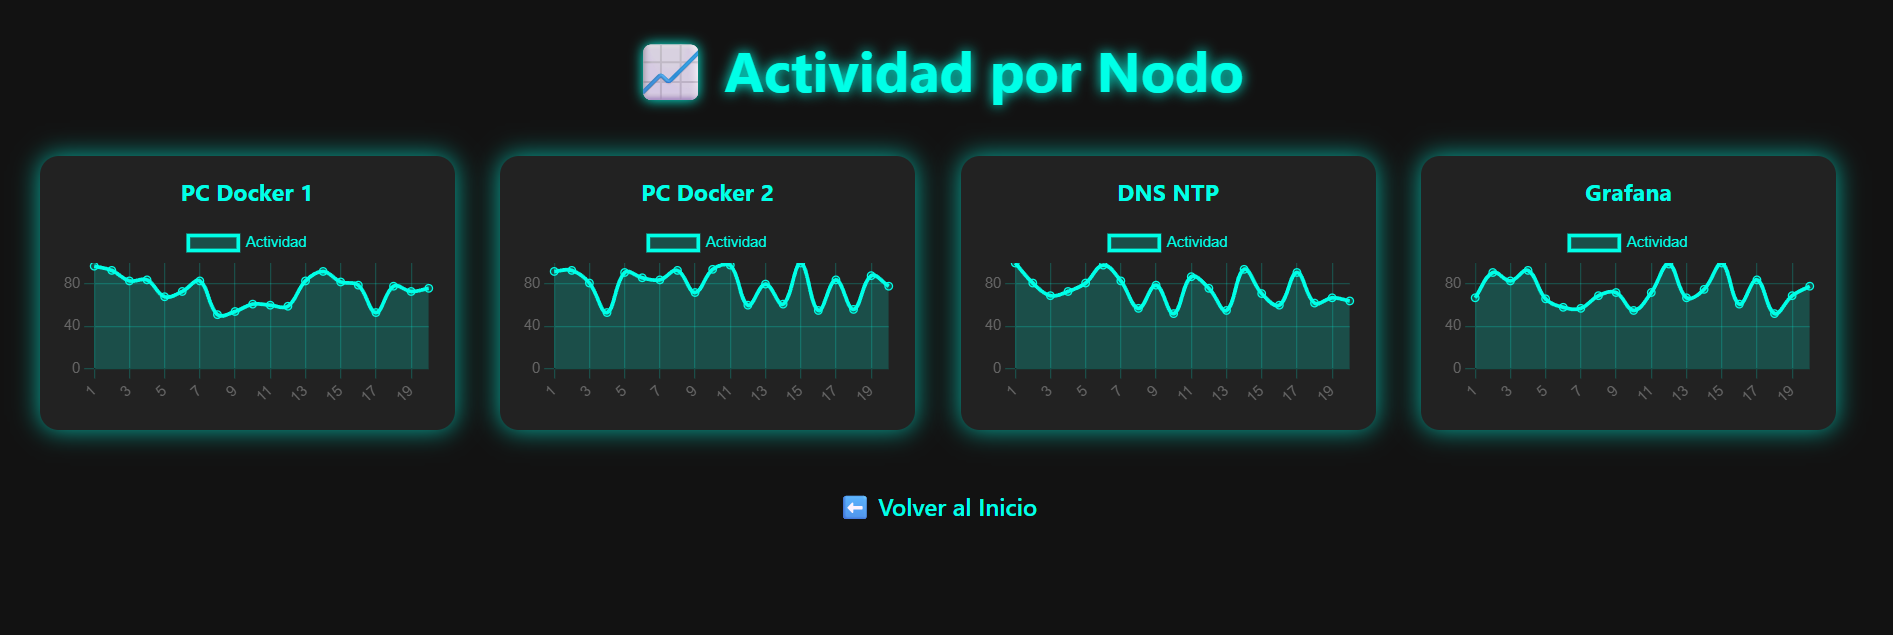 📈 Actividad por Nodo
PC Docker 1
Actividad
80
40
0
1 3 5 7 9 11 13 15 17 19
PC Docker 2
Actividad
80
40
0
1 3 5 7 9 11 13 15 17 19
DNS NTP
Actividad
80
40
0
1 3 5 7 9 11 13 15 17 19
Grafana
Actividad
80
40
0
1 3 5 7 9 11 13 15 17 19
⬅️ Volver al Inicio